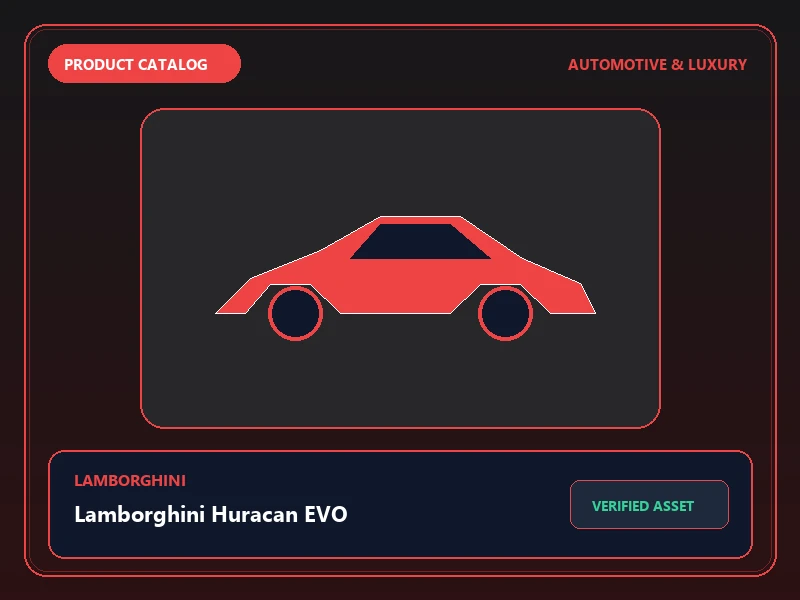 PRODUCT CATALOG
AUTOMOTIVE & LUXURY
LAMBORGHINI
Lamborghini Huracan EVO
VERIFIED ASSET